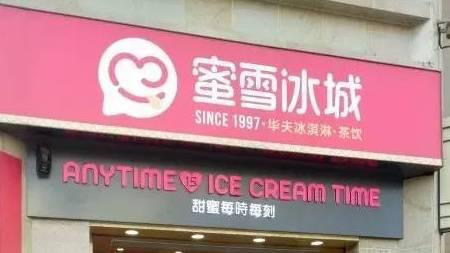 蜜雪冰城
SINCE 1997·华夫冰淇淋·茶饮
ANYTIME 15 ICE CREAM TIME
甜蜜每時每刻